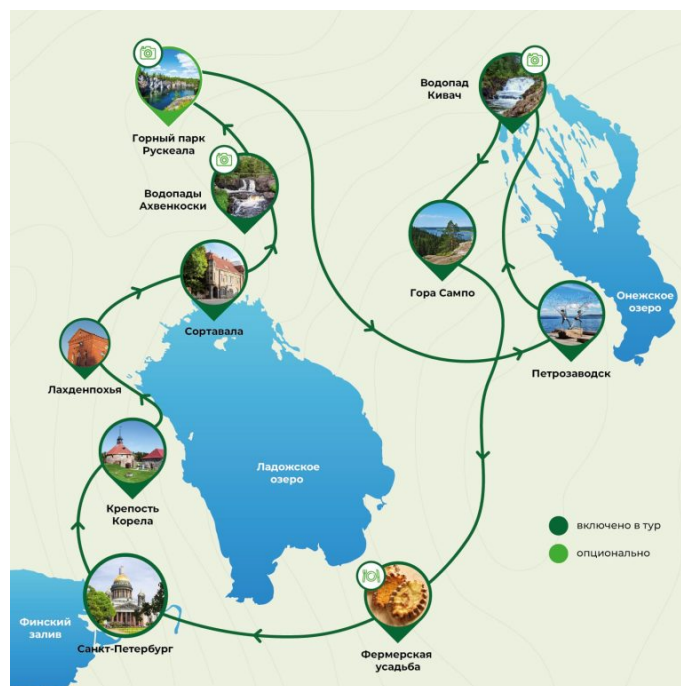 Водопад
Кивач
Горный парк
Рускеала
Водопады
Ахвенкоски
Гора Сампо
Онежское
озеро
Сортавала
Петрозаводск
Лахденпохья
Ладожское
озеро
Крепость
Корела
включено в тур
опционально
Финский
залив
Санкт-Петербург
Фермерская
усадьба